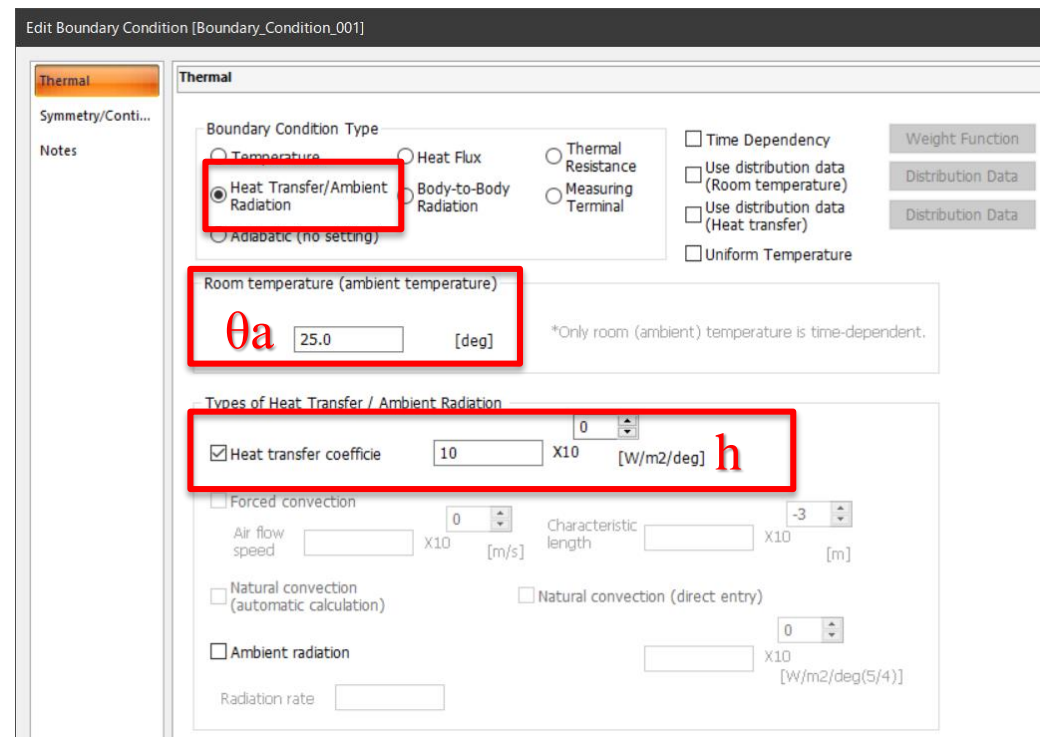 Edit Boundary Condition [Boundary_Condition_001]
Thermal
Symmetry/Conti...
Notes
Thermal
Boundary Condition Type
Temperature
Heat Flux
Thermal
Resistance
Heat Transfer/Ambient
Radiation
Body-to-Body
Radiation
Measuring
Terminal
Adiabatic (no setting)
Time Dependency
Weight Function
Use distribution data
(Room temperature)
Distribution Data
Use distribution data
(Heat transfer)
Distribution Data
Uniform Temperature
Room temperature (ambient temperature)
θa
25.0
[deg]
*Only room (ambient) temperature is time-dependent.
Types of Heat Transfer / Ambient Radiation
Heat transfer coefficie
10
X10
0
[W/m2/deg]
h
Forced convection
Air flow
speed
X10
0
[m/s]
Characteristic
length
X10
-3
[m]
Natural convection
(automatic calculation)
Natural convection (direct entry)
Ambient radiation
X10
0
[W/m2/deg(5/4)]
Radiation rate